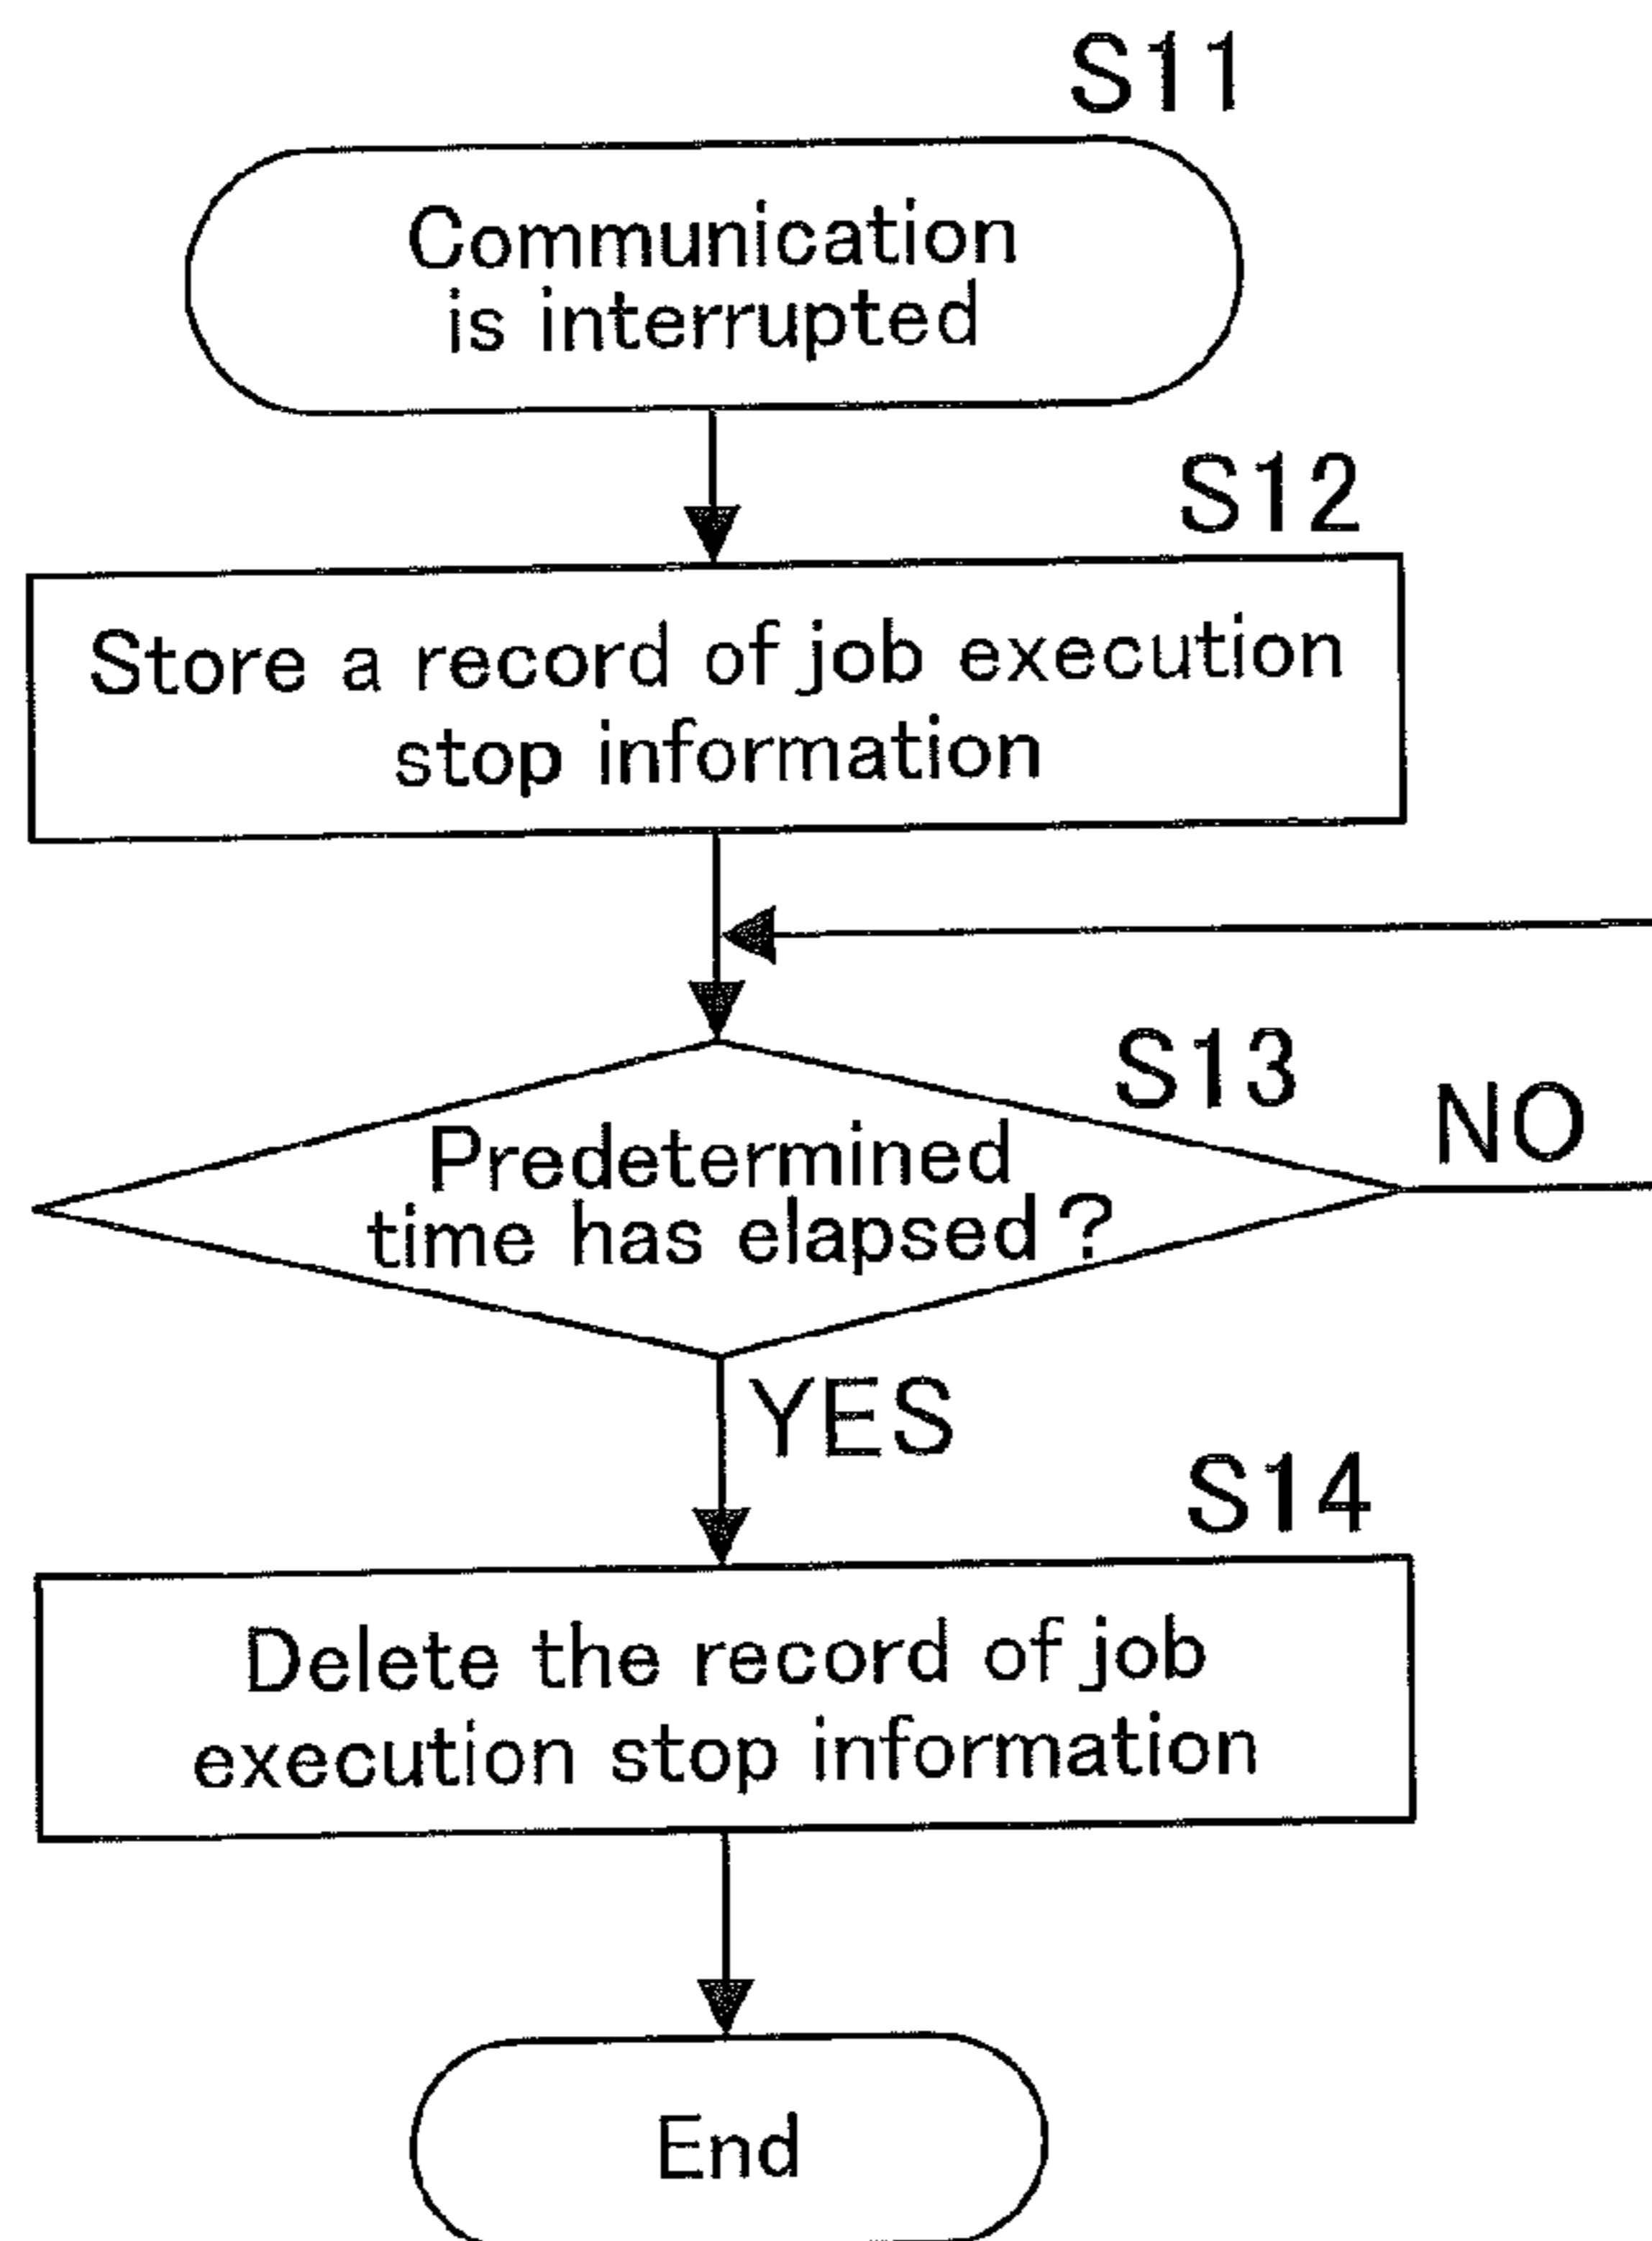 S11
Communication
is interrupted
S12
Store a record of job execution
stop information
S13
NO
Predetermined
time has elapsed?
YES
S14
Delete the record of job
execution stop information
End